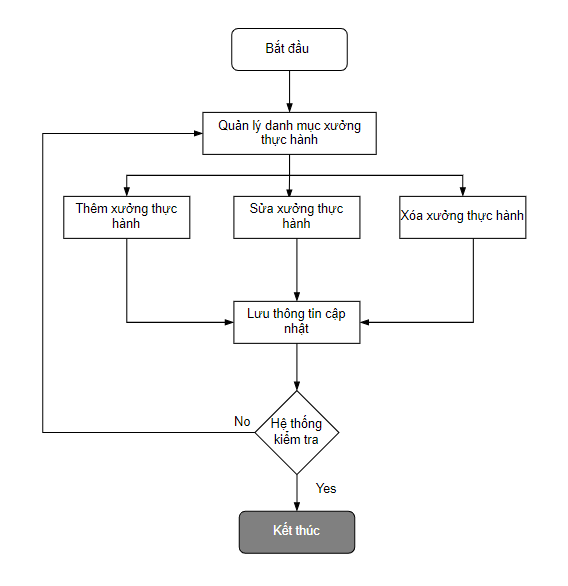 Bắt đầu
Quản lý danh mục xưởng
thực hành
Thêm xưởng thực
hành
Sửa xưởng thực
hành
Xóa xưởng thực hành
Lưu thông tin cập
nhật
No
Hệ thống
kiểm tra
Yes
Kết thúc